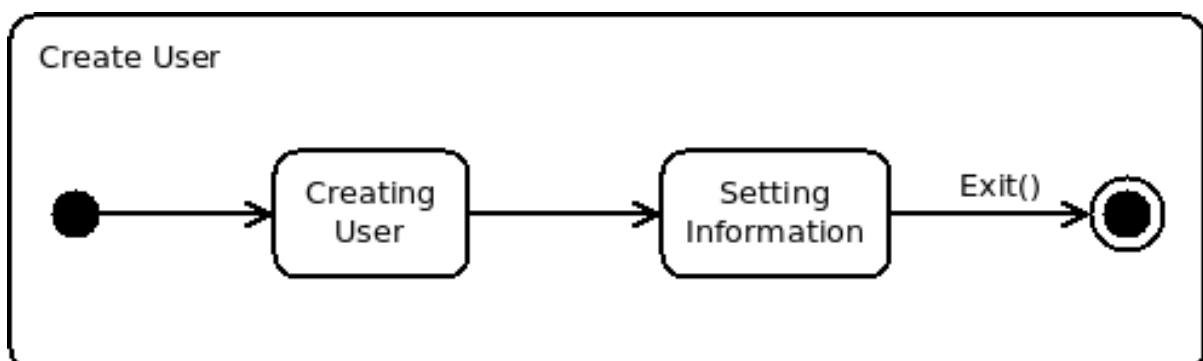 Create User
Creating
User
Setting
Information
Exit()